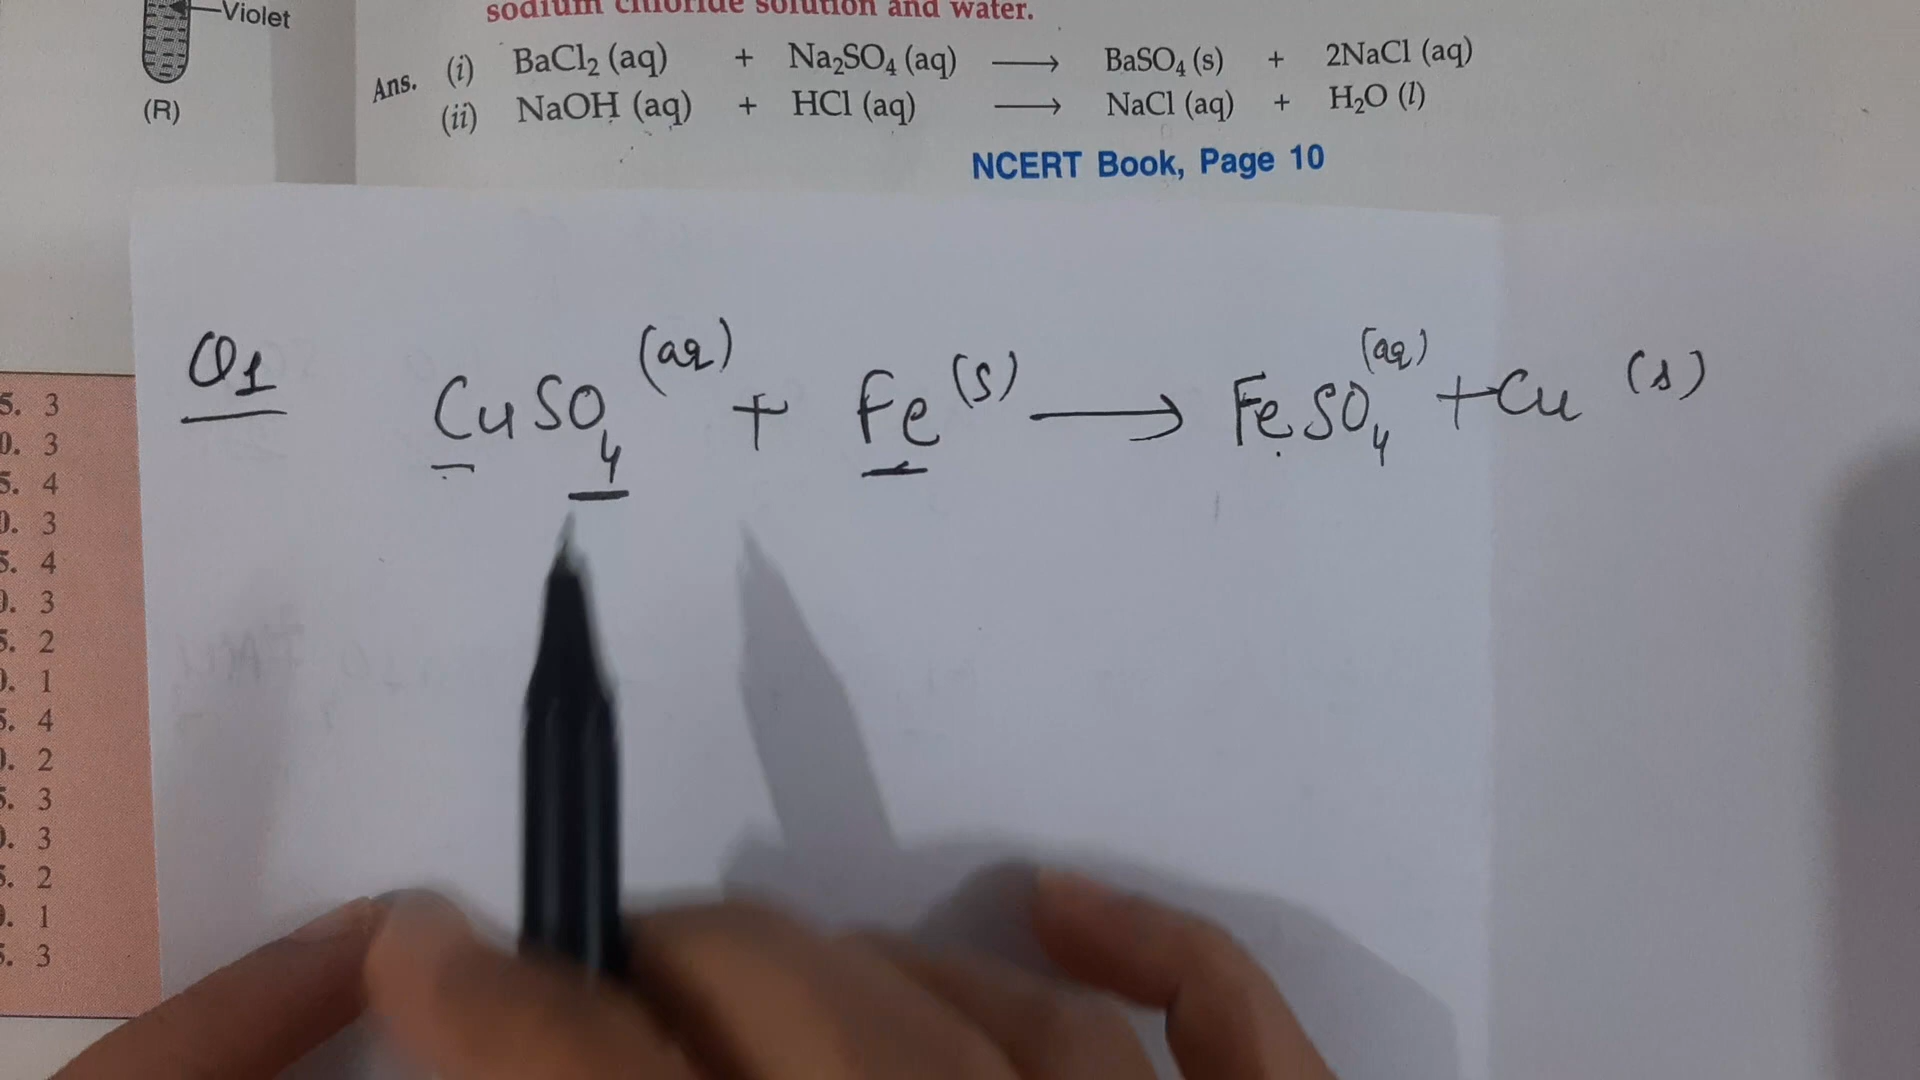 Violet
(R)
sodium chloride solution and water.
Ans. (i) BaCl₂ (aq) + Na₂SO₄ (aq) ⟶ BaSO₄ (s) + 2NaCl (aq)
(ii) NaOH (aq) + HCl (aq) ⟶ NaCl (aq) + H₂O (l)
NCERT Book, Page 10
Q1 CuSO₄ (aq) + Fe (s) ⟶ FeSO₄ (aq) + Cu (s)
5. 3
0. 3
5. 4
0. 3
5. 4
0. 3
5. 2
0. 1
5. 4
0. 2
5. 3
0. 3
5. 2
0. 1
5. 3